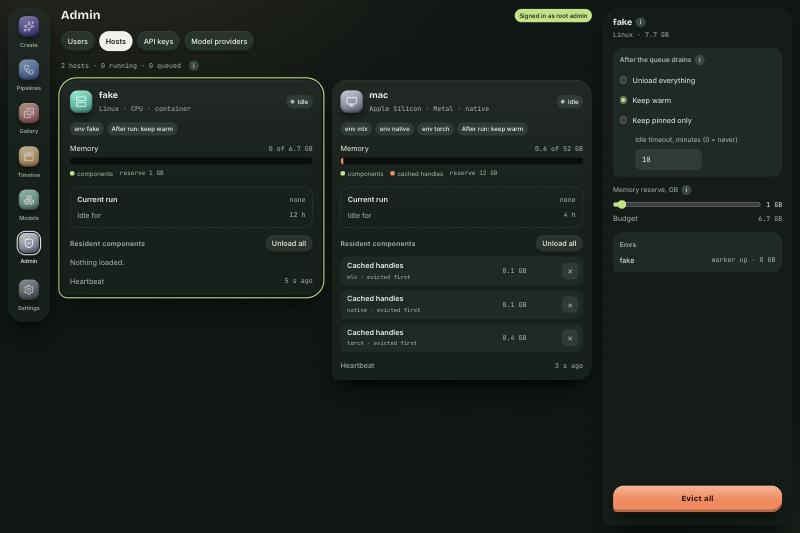 Admin
Signed in as root admin
Users
Hosts
API keys
Model providers
2 hosts · 0 running · 0 queued
Create
Pipelines
Gallery
Timeline
Models
Admin
Settings
fake
Linux · CPU · container
Idle
env fake
After run: keep warm
Memory
0 of 6.7 GB
components
reserve 1 GB
Current run
none
Idle for
12 h
Resident components
Unload all
Nothing loaded.
Heartbeat
5 s ago
mac
Apple Silicon · Metal · native
Idle
env mlx
env native
env torch
After run: keep warm
Memory
0.6 of 52 GB
components
cached handles
reserve 12 GB
Current run
none
Idle for
4 h
Resident components
Unload all
Cached handles
mlx · evicted first
0.1 GB
Cached handles
native · evicted first
0.1 GB
Cached handles
torch · evicted first
0.4 GB
Heartbeat
3 s ago
fake
Linux · 7.7 GB
After the queue drains
Unload everything
Keep warm
Keep pinned only
Idle timeout, minutes (0 = never)
10
Memory reserve, GB
1 GB
Budget
6.7 GB
Envs
fake
worker up · 0 GB
Evict all